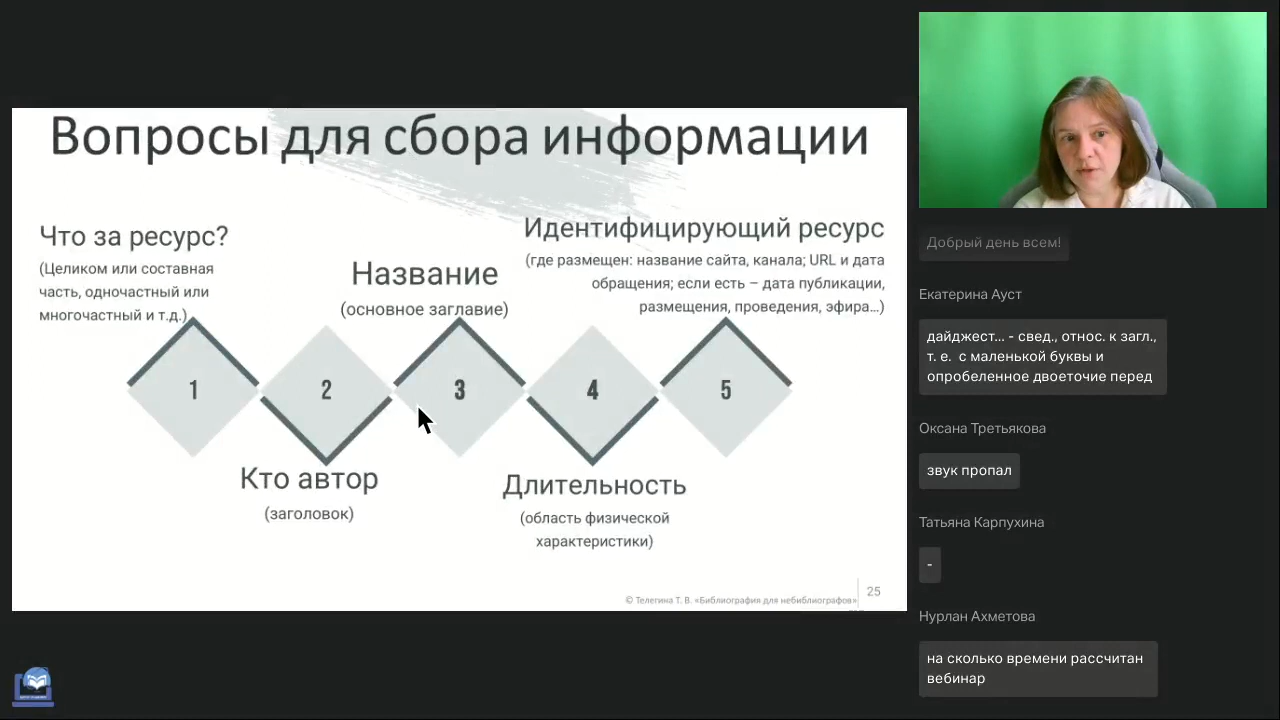 Вопросы для сбора информации
Что за ресурс?
(Целиком или составная
часть, одночастный или
многочастный и т.д.)
Название
(основное заглавие)
Идентифицирующий ресурс
(где размещен: название сайта, канала; URL и дата
обращения; если есть – дата публикации,
размещения, проведения, эфира...)
1
2
3
4
5
Кто автор
(заголовок)
Длительность
(область физической
характеристики)
© Телегина Т. В. «Библиография для небиблиографов»
25
Добрый день всем!
Екатерина Ауст
дайджест... - свед., относ. к загл.,
т. е. с маленькой буквы и
опробеленное двоеточие перед
Оксана Третьякова
звук пропал
Татьяна Карпухина
-
Нурлан Ахметова
на сколько времени рассчитан
вебинар